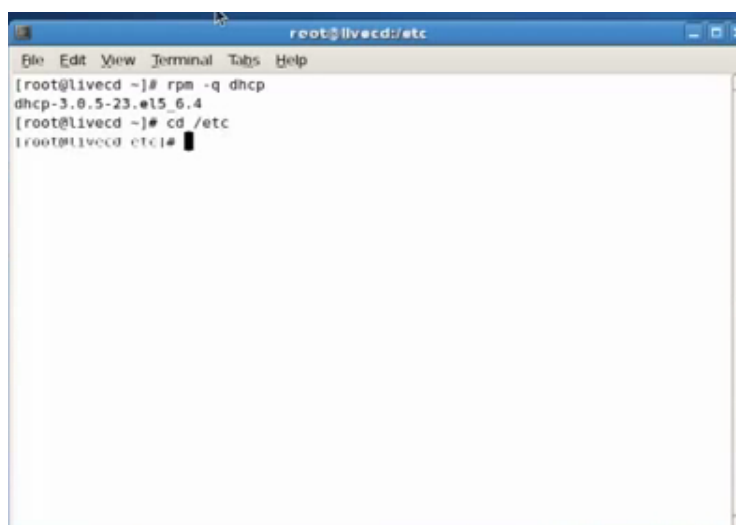 root@livecd:/etc
File Edit View Terminal Tabs Help
[root@livecd ~]# rpm -q dhcp
dhcp-3.0.5-23.el5_6.4
[root@livecd ~]# cd /etc
[root@livecd etc]#